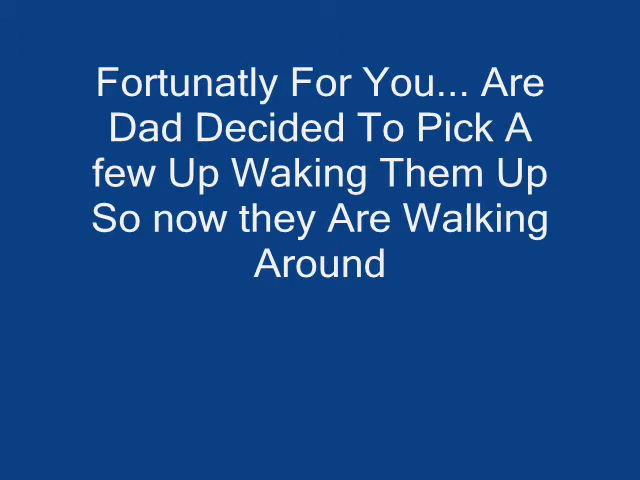 Fortunatly For You... Are
Dad Decided To Pick A
few Up Waking Them Up
So now they Are Walking
Around